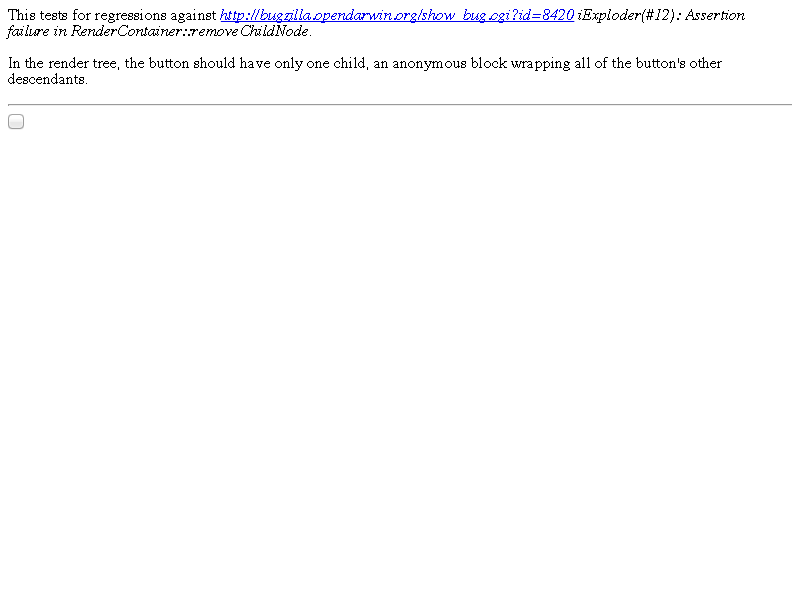 This tests for regressions against http://bugzilla.opendarwin.org/show_bug.cgi?id=8420 iExploder(#12): Assertion
failure in RenderContainer::removeChildNode.
In the render tree, the button should have only one child, an anonymous block wrapping all of the button's other
descendants.